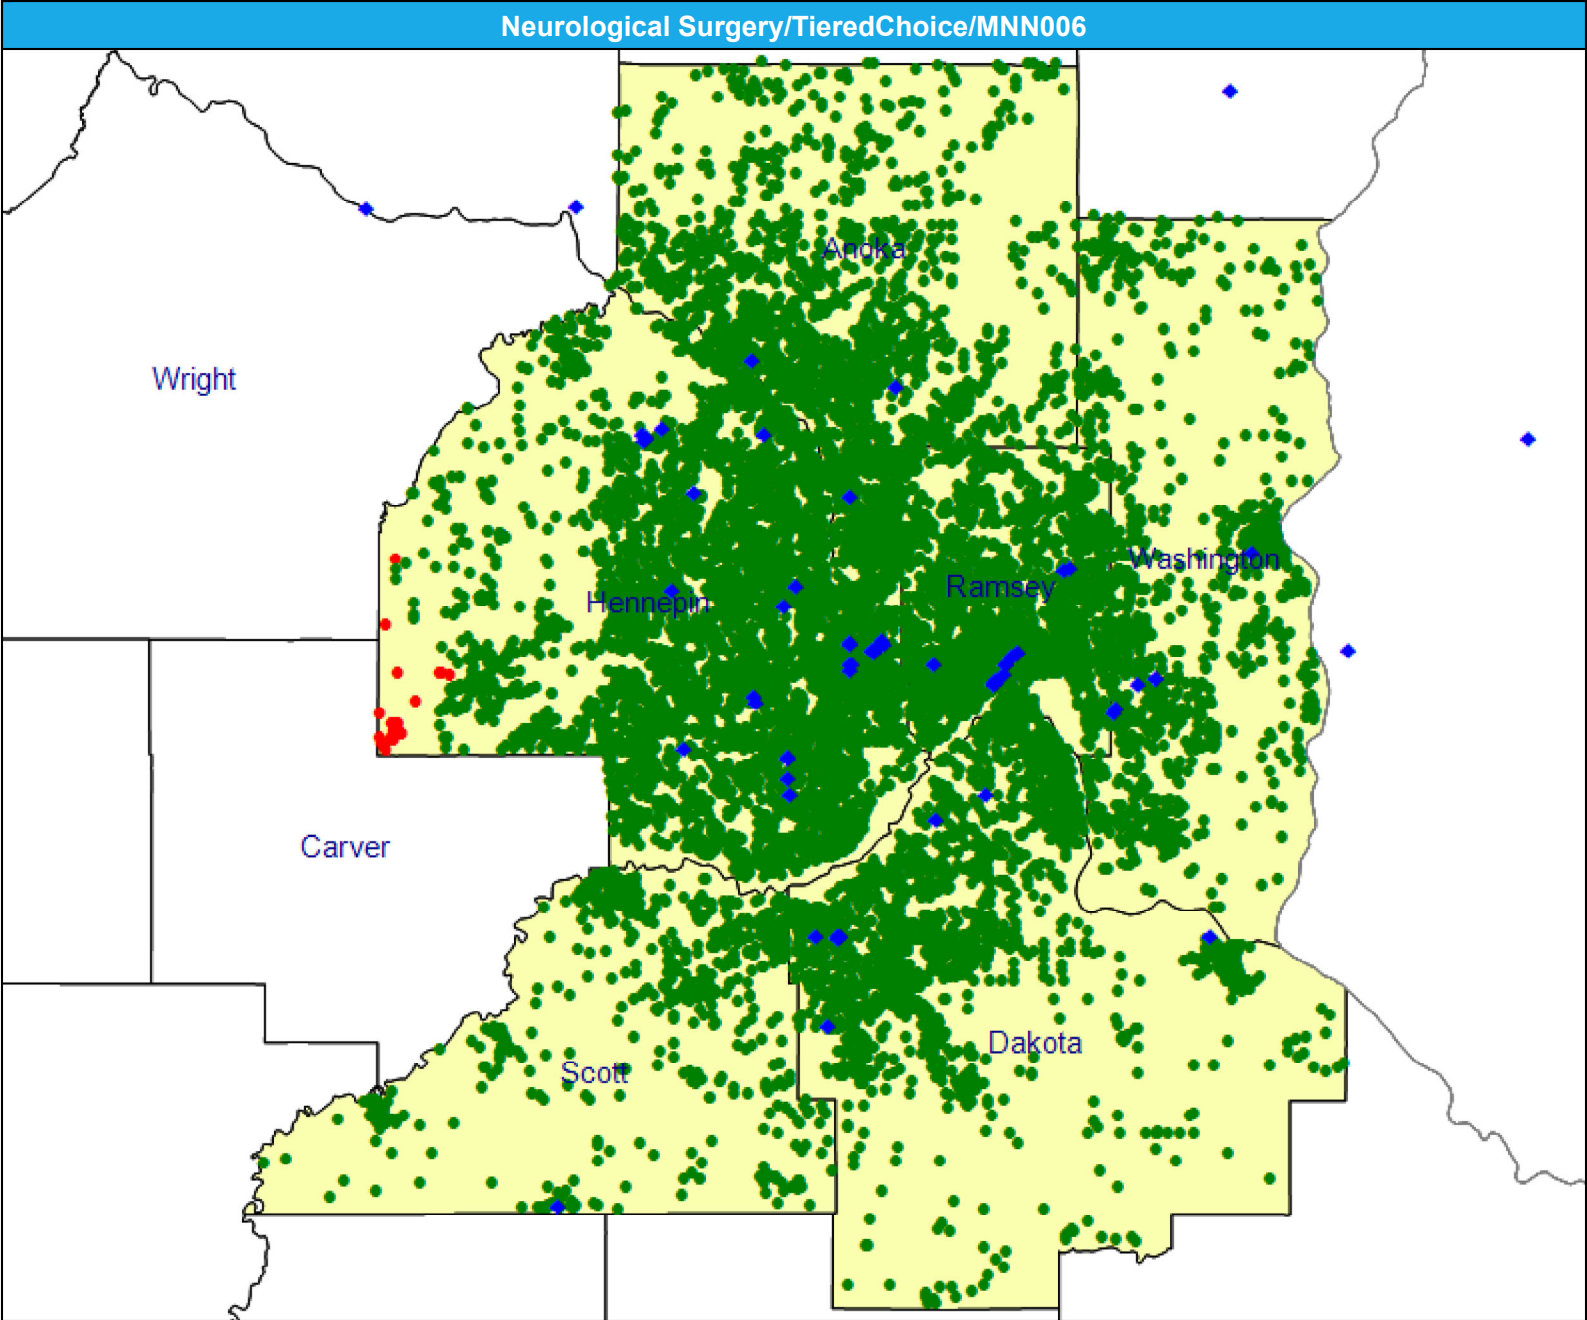 Neurological Surgery/TieredChoice/MNN006
Anoka
Wright
Washington
Ramsey
Hennepin
Carver
Dakota
Scott